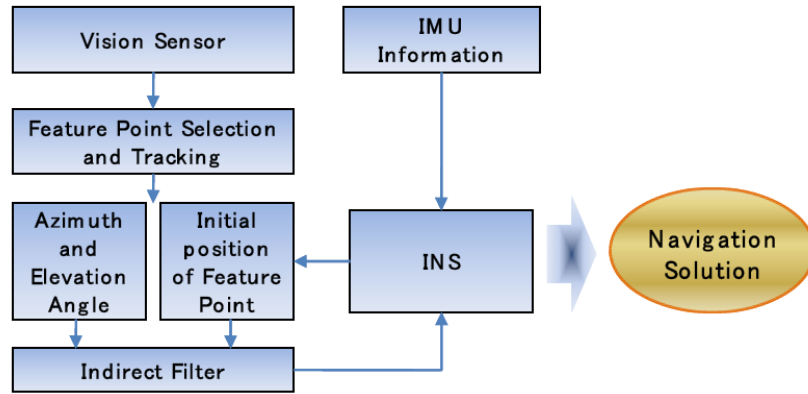 Vision Sensor
IMU
Information
Feature Point Selection
and Tracking
Azimuth
and
Elevation
Angle
Initial
position
of Feature
Point
INS
Navigation
Solution
Indirect Filter